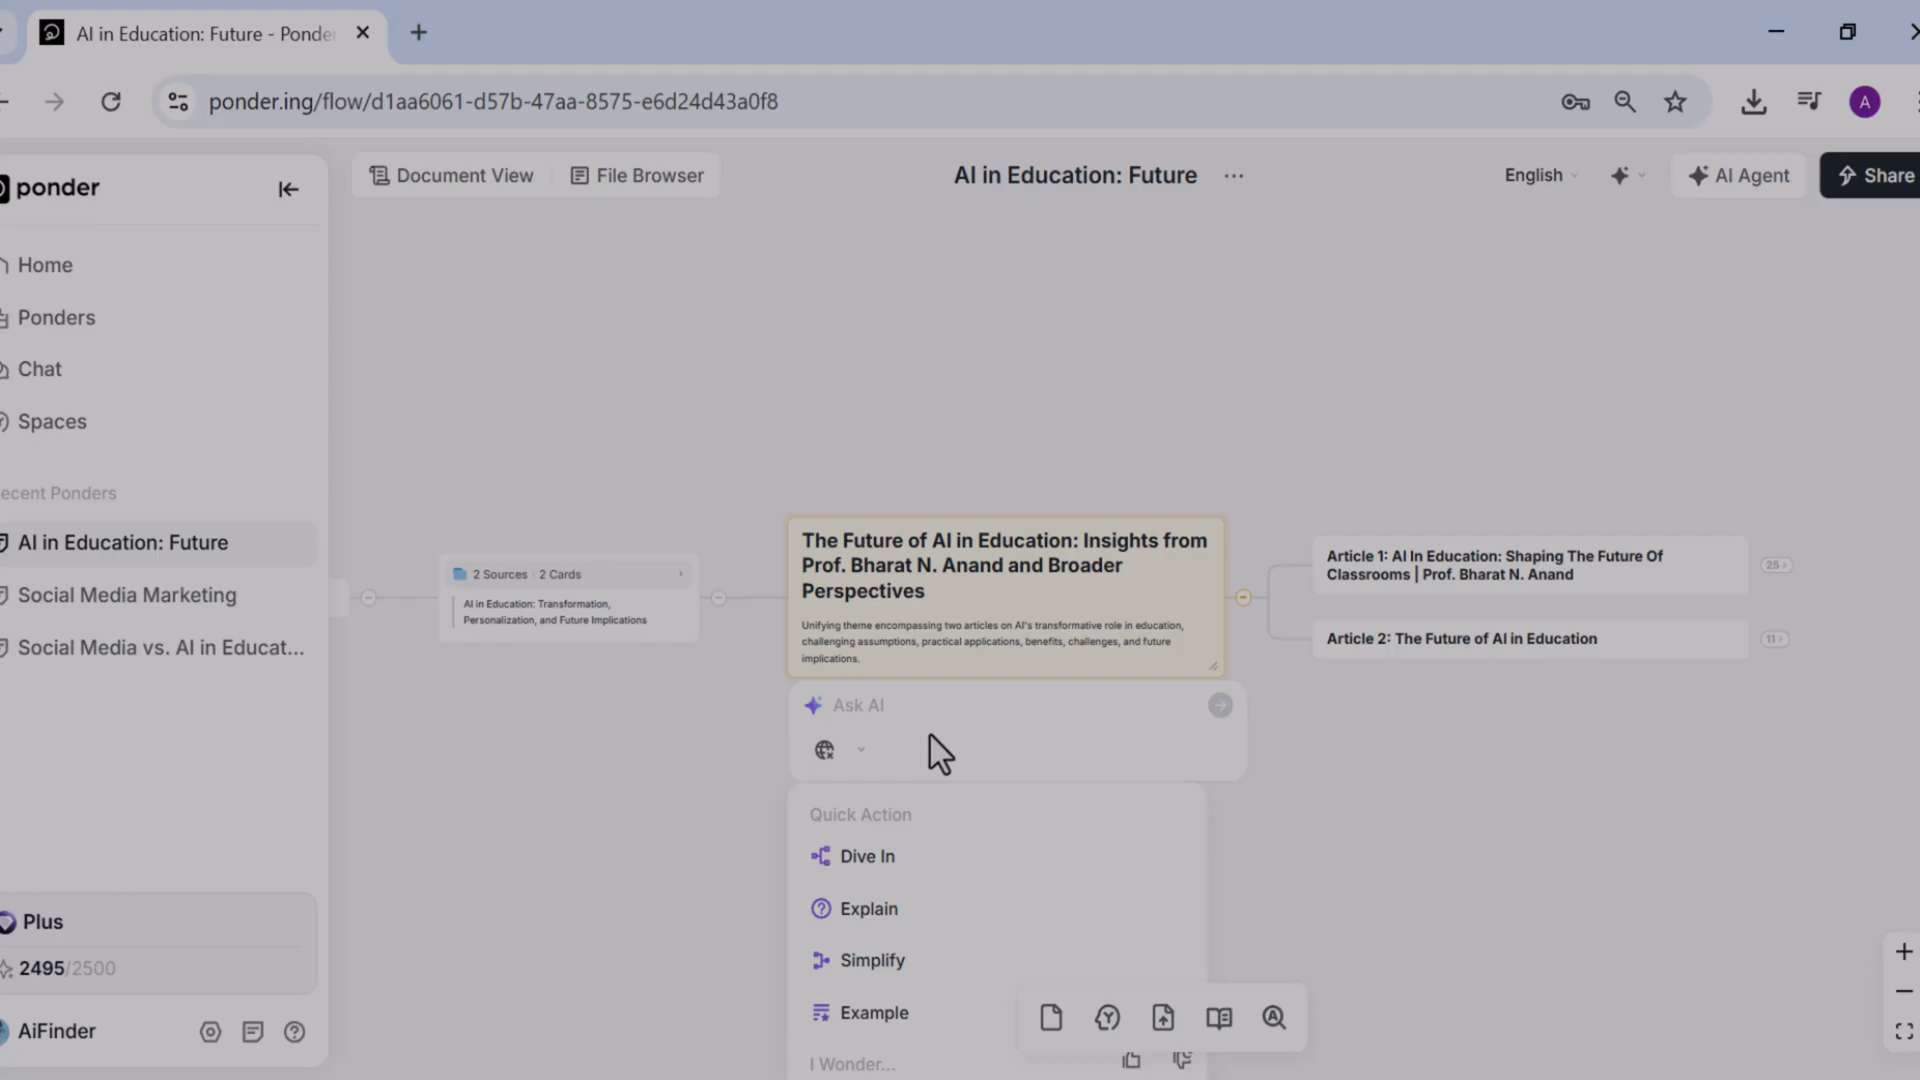 AI in Education: Future - Ponde
ponder.ing/flow/d1aa6061-d57b-47aa-8575-e6d24d43a0f8
A
ponder
Document View
File Browser
AI in Education: Future
English
AI Agent
Share
Home
Ponders
Chat
Spaces
ecent Ponders
AI in Education: Future
Social Media Marketing
Social Media vs. AI in Educat...
2 Sources
2 Cards
AI in Education: Transformation,
Personalization, and Future Implications
The Future of AI in Education: Insights from
Prof. Bharat N. Anand and Broader
Perspectives
Unifying theme encompassing two articles on AI's transformative role in education,
challenging assumptions, practical applications, benefits, challenges, and future
implications.
Article 1: AI In Education: Shaping The Future Of
Classrooms | Prof. Bharat N. Anand
25
Article 2: The Future of AI in Education
11
Ask AI
Quick Action
Dive In
Explain
Simplify
Example
I Wonder...
Plus
2495/2500
AiFinder